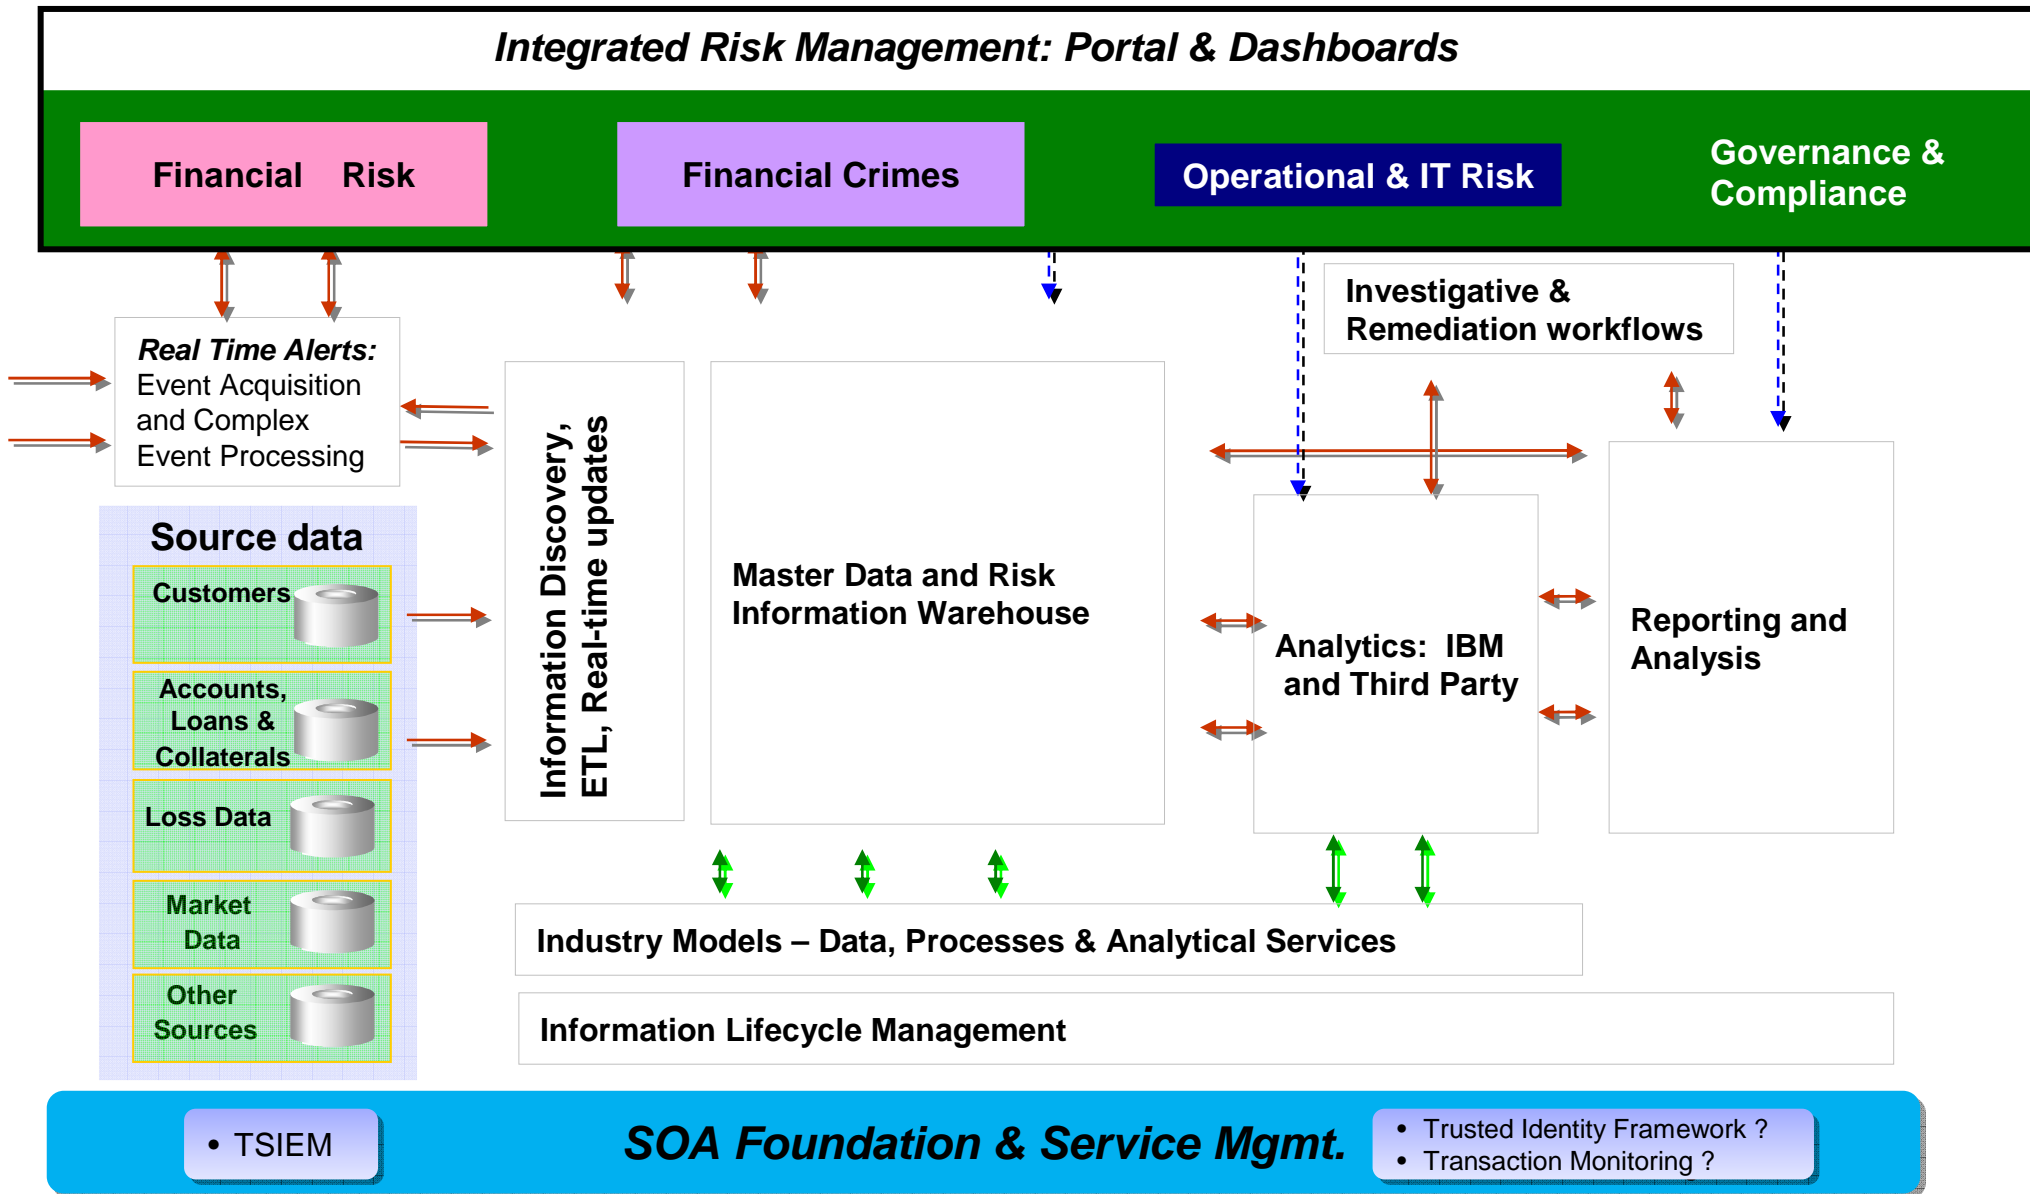 Integrated Risk Management: Portal & Dashboards
Financial Risk
Financial Crimes
Operational & IT Risk
Governance &
Compliance
Investigative &
Remediation workflows
Real Time Alerts:
Event Acquisition
and Complex
Event Processing
Source data
Customers
Accounts,
Loans &
Collaterals
Loss Data
Market
Data
Other
Sources
Information Discovery,
ETL, Real-time updates
Master Data and Risk
Information Warehouse
Analytics: IBM
and Third Party
Reporting and
Analysis
Industry Models – Data, Processes & Analytical Services
Information Lifecycle Management
• TSIEM
SOA Foundation & Service Mgmt.
• Trusted Identity Framework ?
• Transaction Monitoring ?